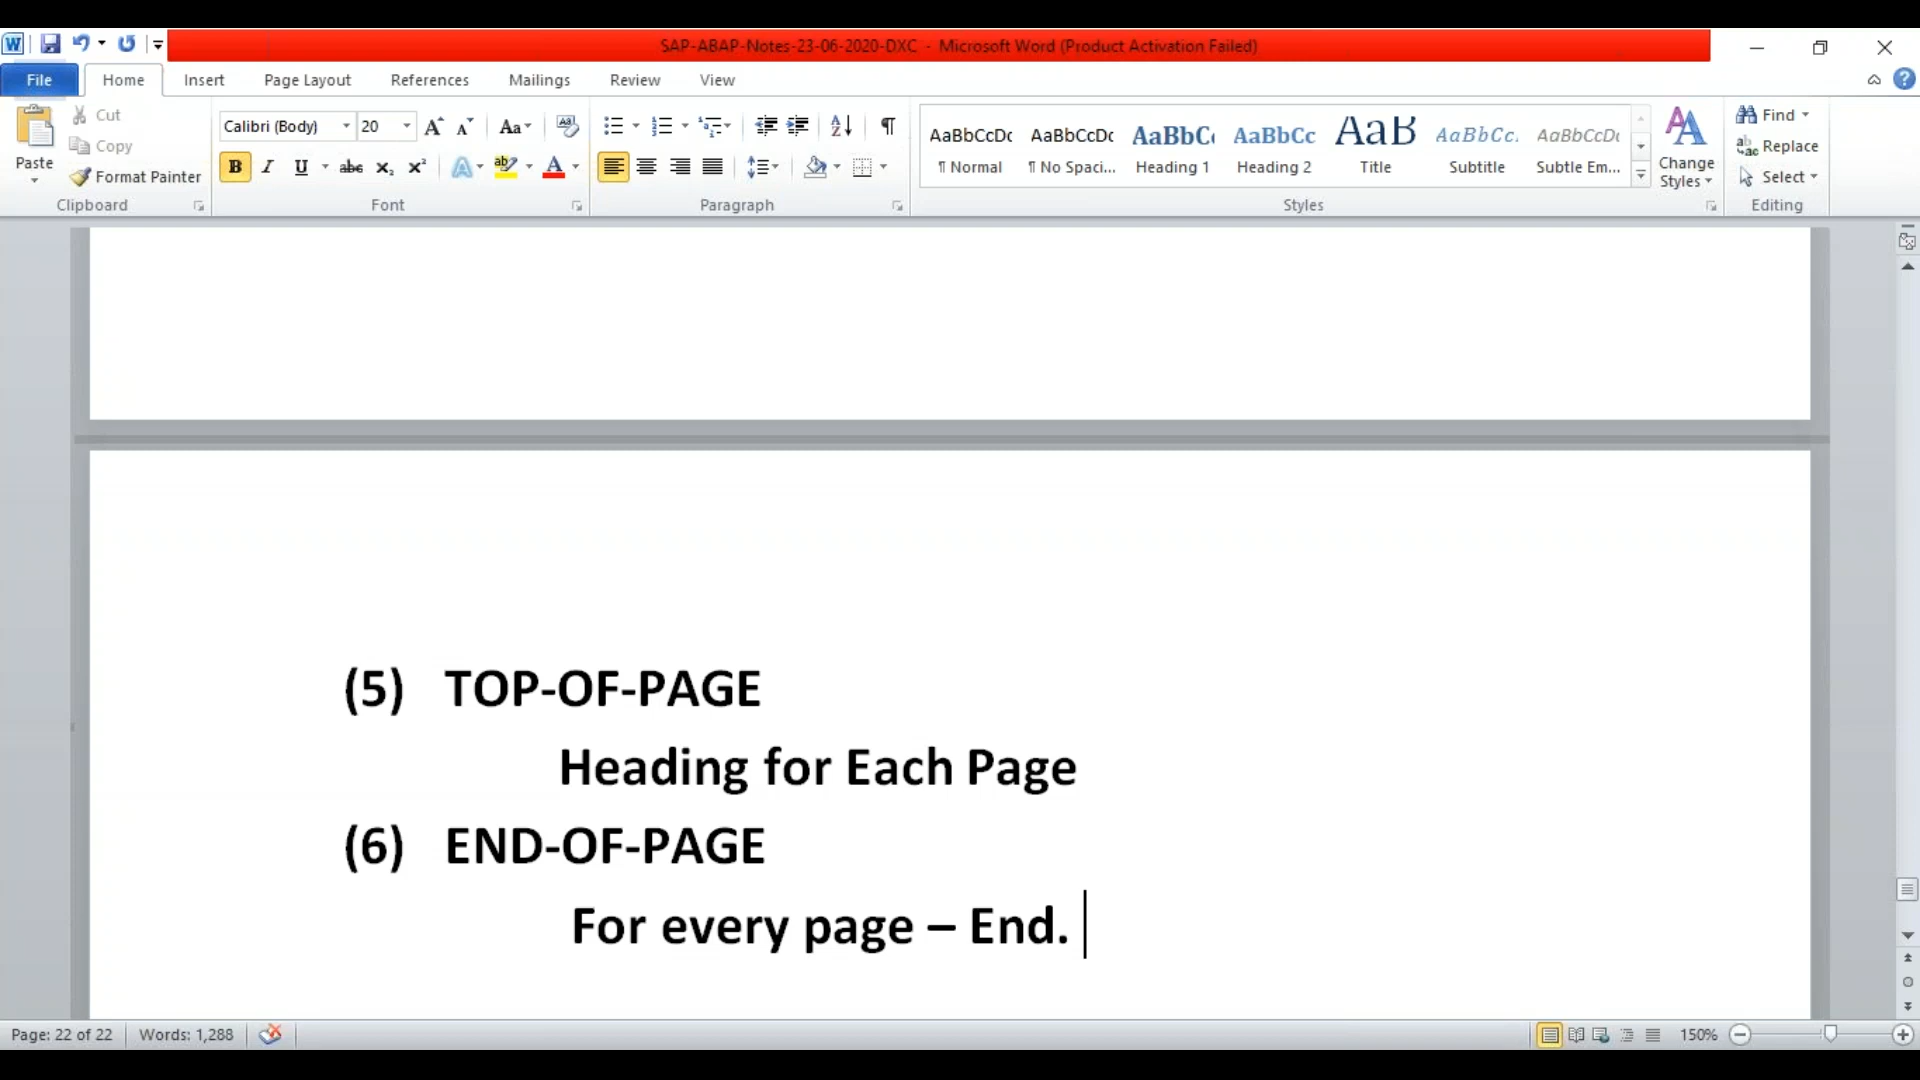 SAP-ABAP-Notes-23-06-2020-DXC - Microsoft Word (Product Activation Failed)
File Home Insert Page Layout References Mailings Review View
Paste
Cut
Copy
Format Painter
Clipboard
Calibri (Body) 20
Font
Paragraph
AaBbCcDc AaBbCcDc AaBbC AaBbCc AaB AaBbCc. AaBbCcDc
¶ Normal ¶ No Spaci... Heading 1 Heading 2 Title Subtitle Subtle Em...
Change Styles
Styles
Find
Replace
Select
Editing
(5) TOP-OF-PAGE
Heading for Each Page
(6) END-OF-PAGE
For every page – End.
Page: 22 of 22 Words: 1,288 150%